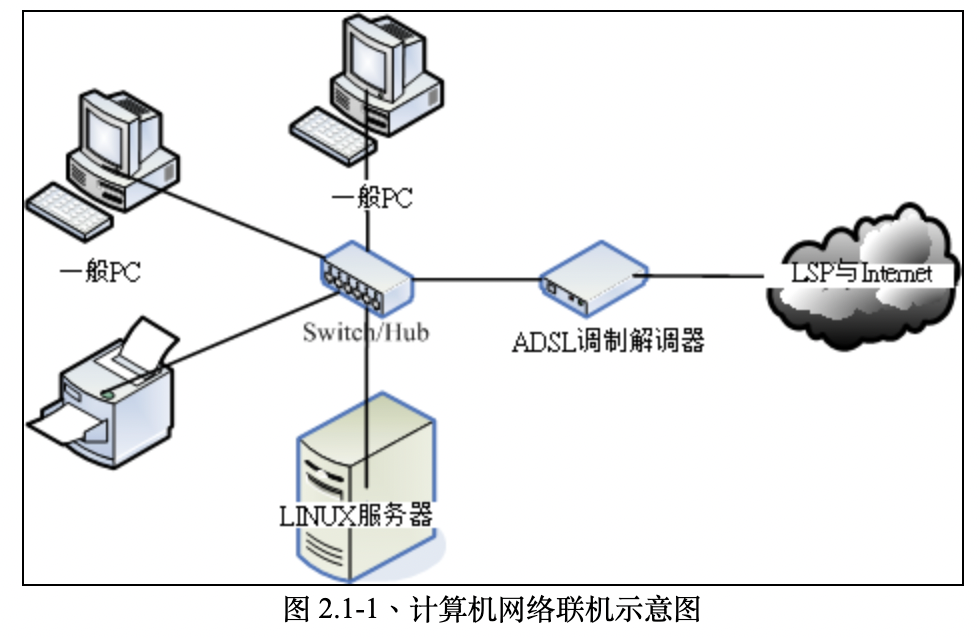 一般PC
一般PC
Switch/Hub
ADSL调制解调器
LSP与Internet
LINUX服务器
图 2.1-1、计算机网络联机示意图